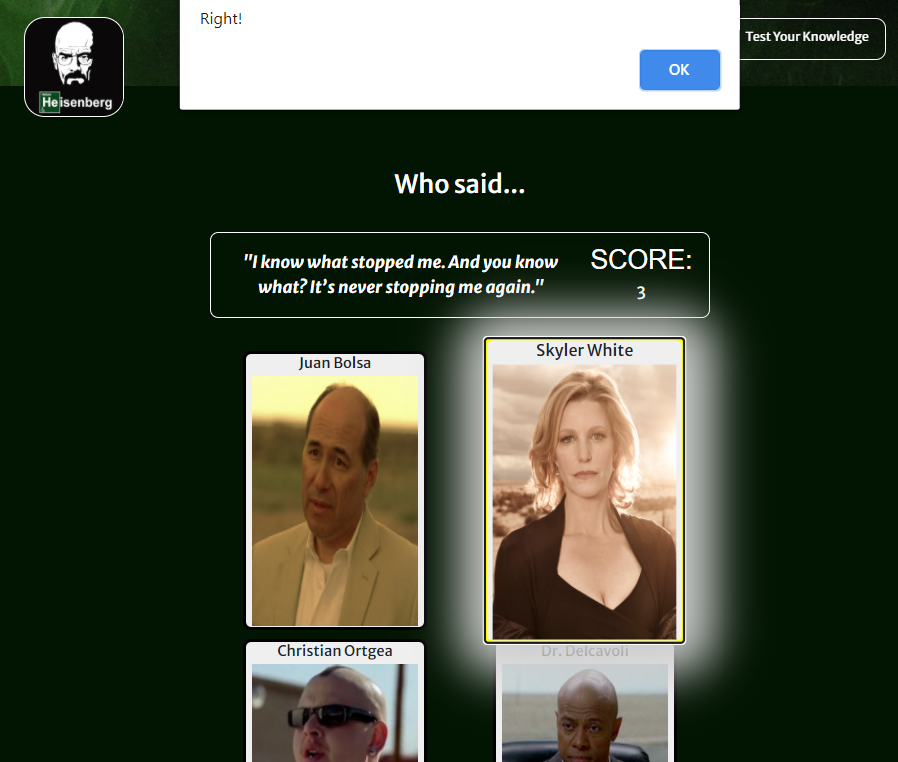 Right!
OK
Test Your Knowledge
Heisenberg
Who said...
"I know what stopped me. And you know
what? It's never stopping me again."
SCORE:
3
Juan Bolsa
Skyler White
Christian Ortgea
Dr. Delcavoli